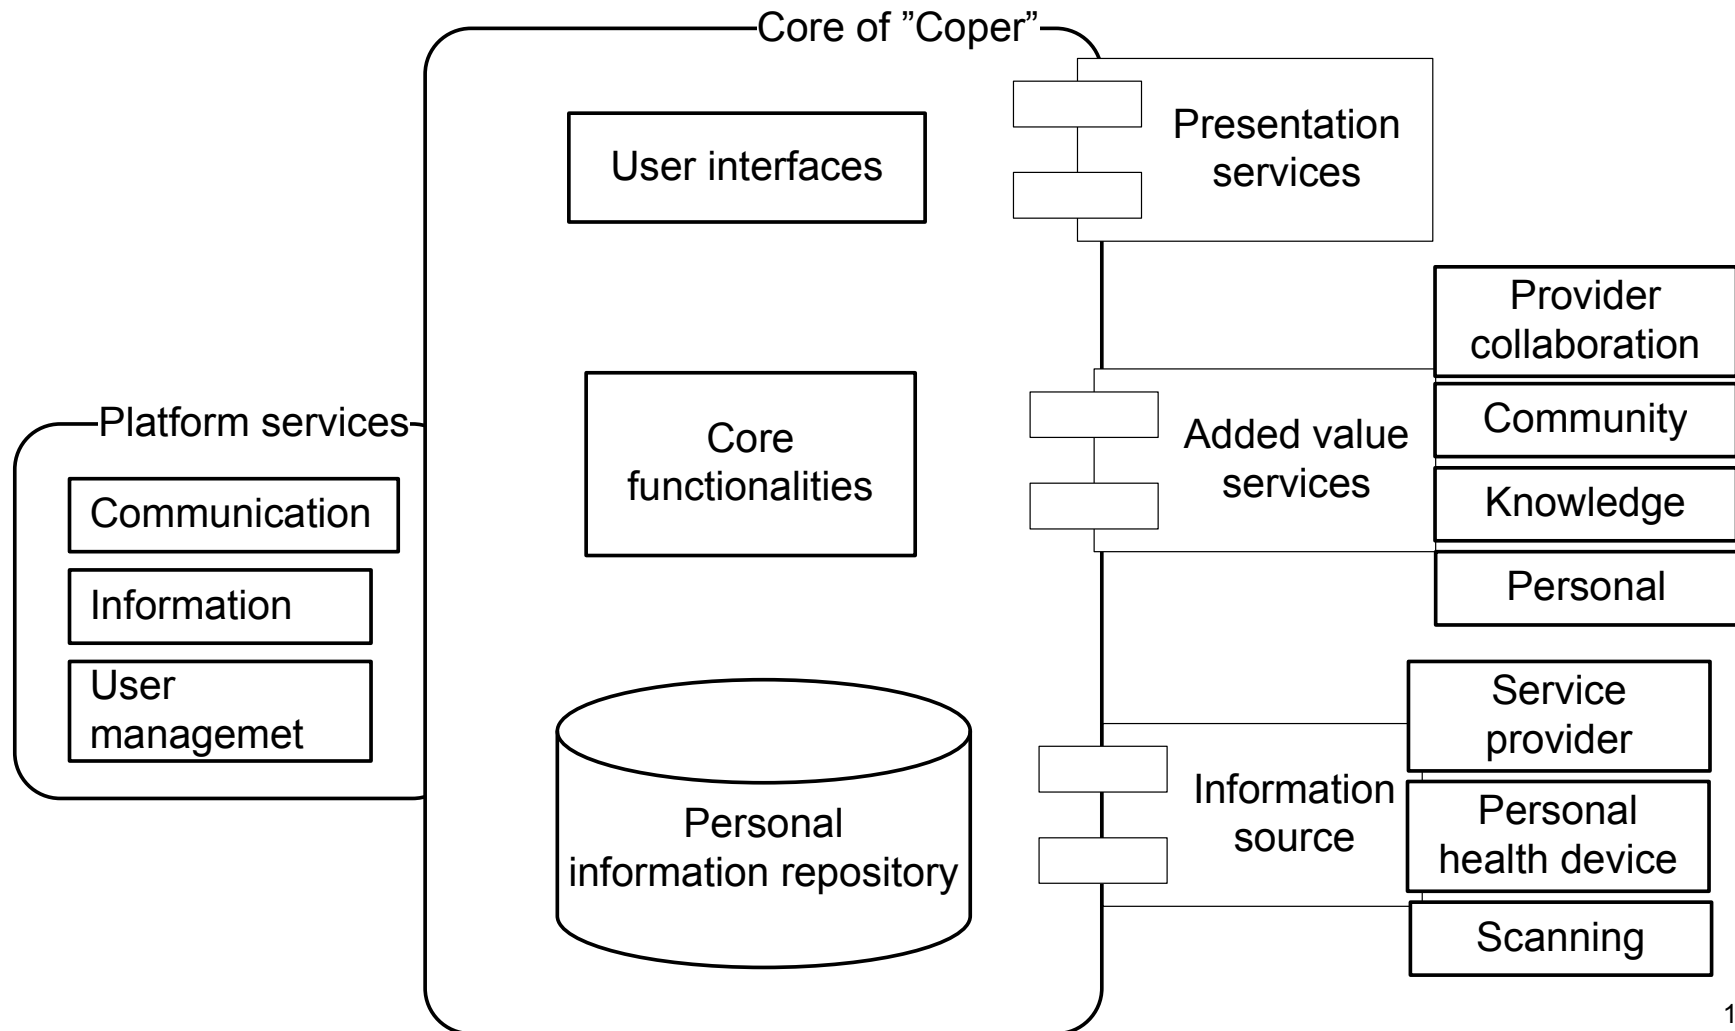 Core of ”Coper”
User interfaces
Presentation
services
Platform services
Communication
Information
User
managemet
Core
functionalities
Added value
services
Provider
collaboration
Community
Knowledge
Personal
Personal
information repository
Information
source
Service
provider
Personal
health device
Scanning
1